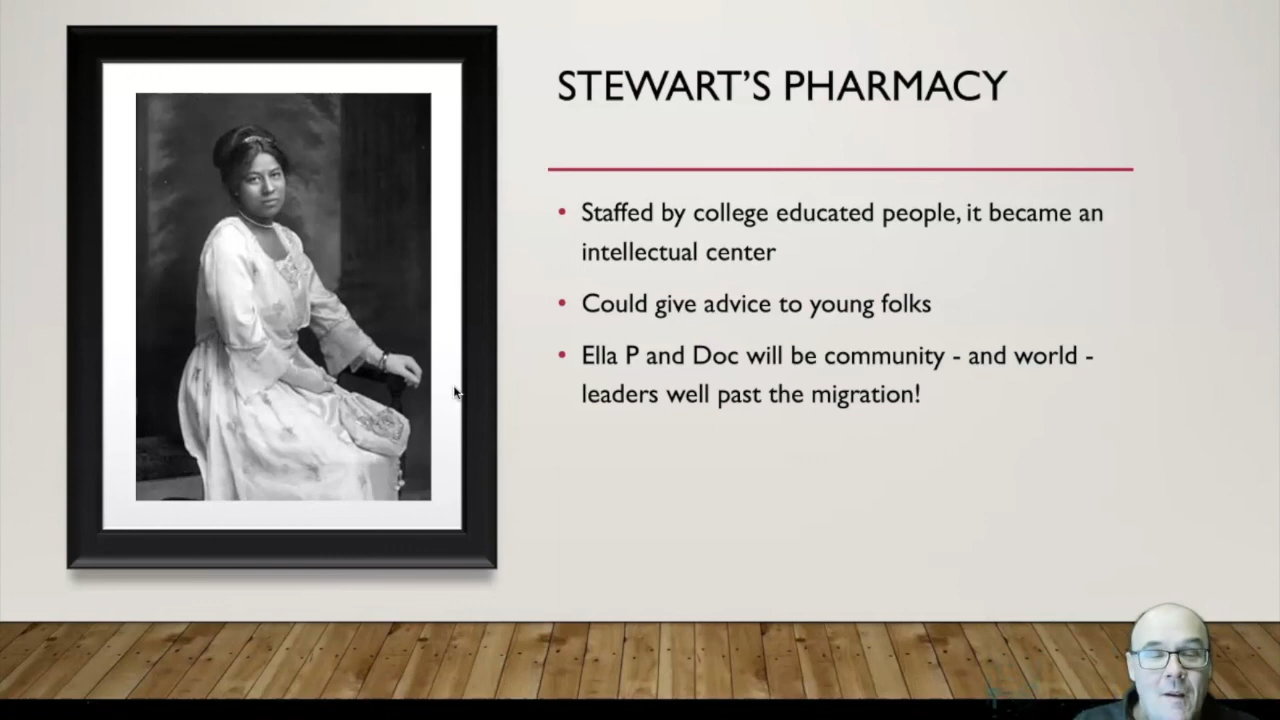 STEWART'S PHARMACY
• Staffed by college educated people, it became an
intellectual center
• Could give advice to young folks
• Ella P and Doc will be community - and world -
leaders well past the migration!